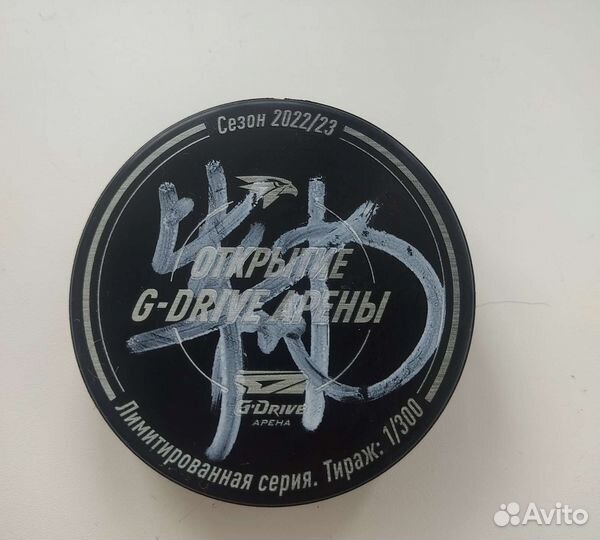 Сезон 2022/23
ОТКРЫТИЕ
G-DRIVE АРЕНЫ
G-DRIVE
АРЕНА
Лимитированная серия. Тираж: 1/300
Avito